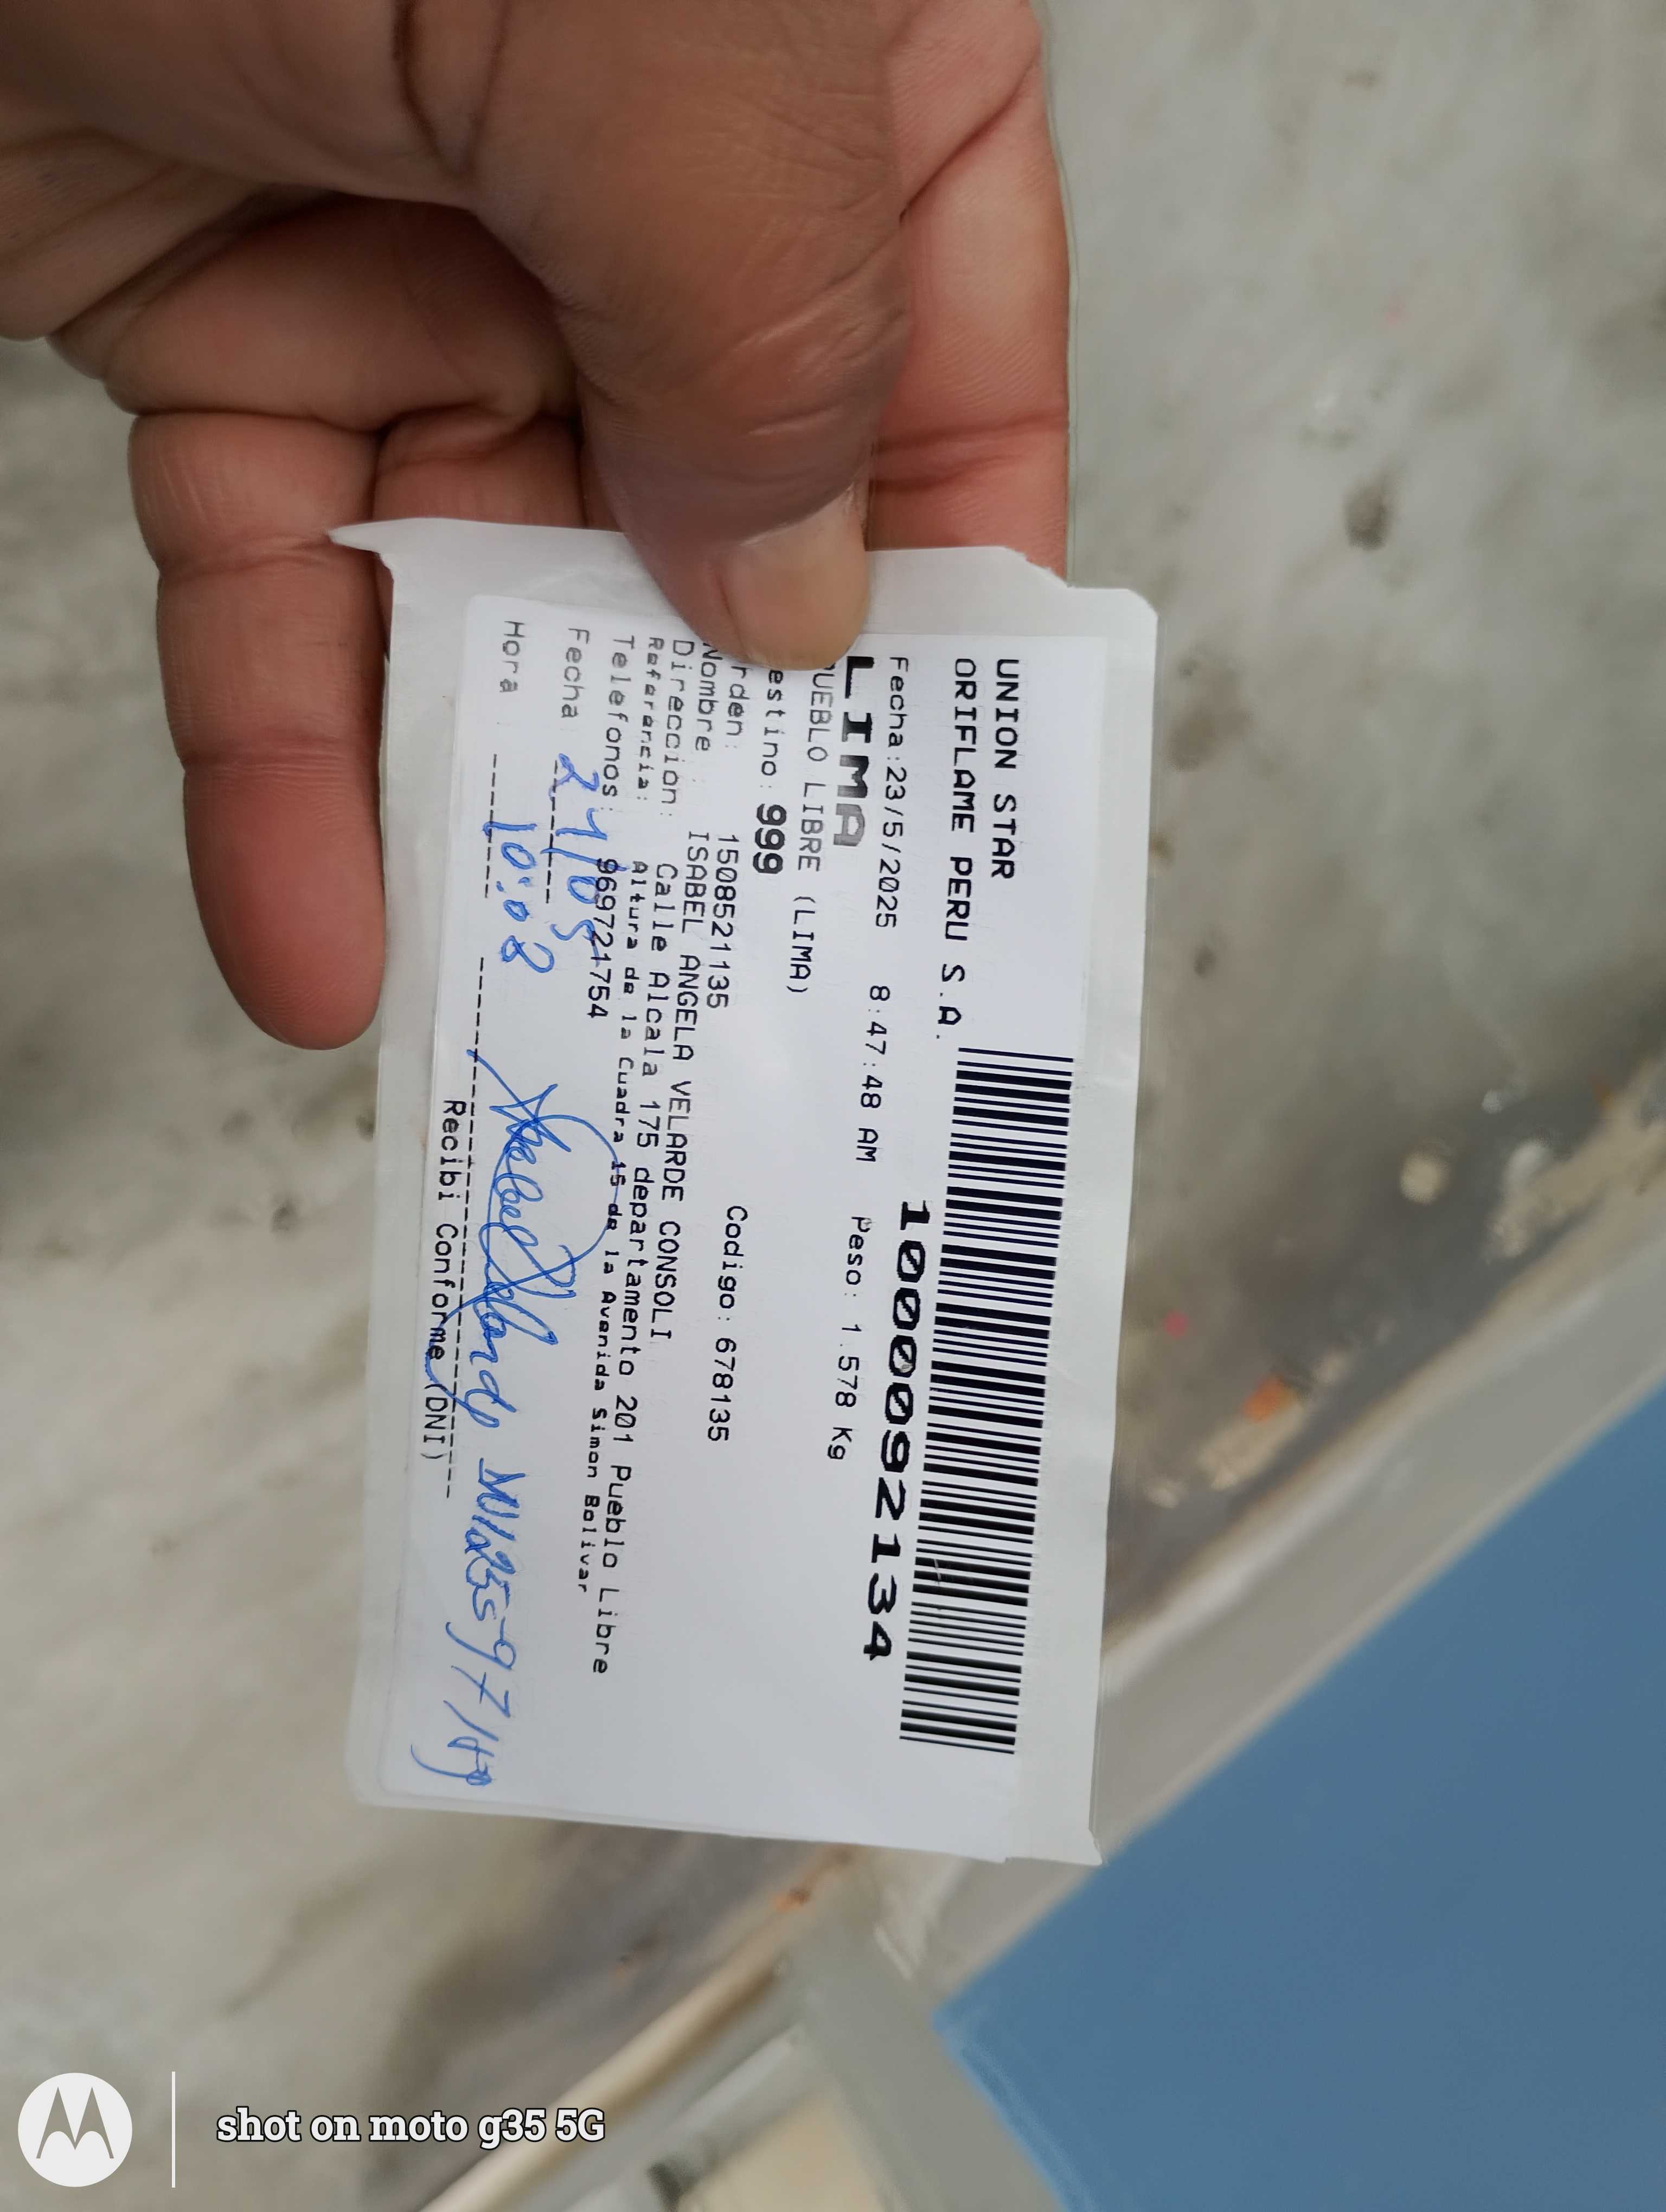 UNION STAR
ORIFLAME PERU S.A.
Fecha:23/5/2025 8:47:48 AM Peso: 1.578 Kg
1000092134
LIMA
PUEBLO LIBRE (LIMA)
estino: 999
rden: 1508521135 Codigo: 678135
Nombre : ISABEL ANGELA VELARDE CONSOLI
Direccion: Calle Alcala 175 departamento 201 Pueblo Libre
Referencia: Altura de la Cuadra 15 de la Avenida Simon Bolivar
Telefonos: 969721754
Fecha 24/05
Hora 10:08
Recibi Conforme (DNI)
shot on moto g35 5G